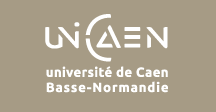 UNICAEN
université de Caen
Basse-Normandie